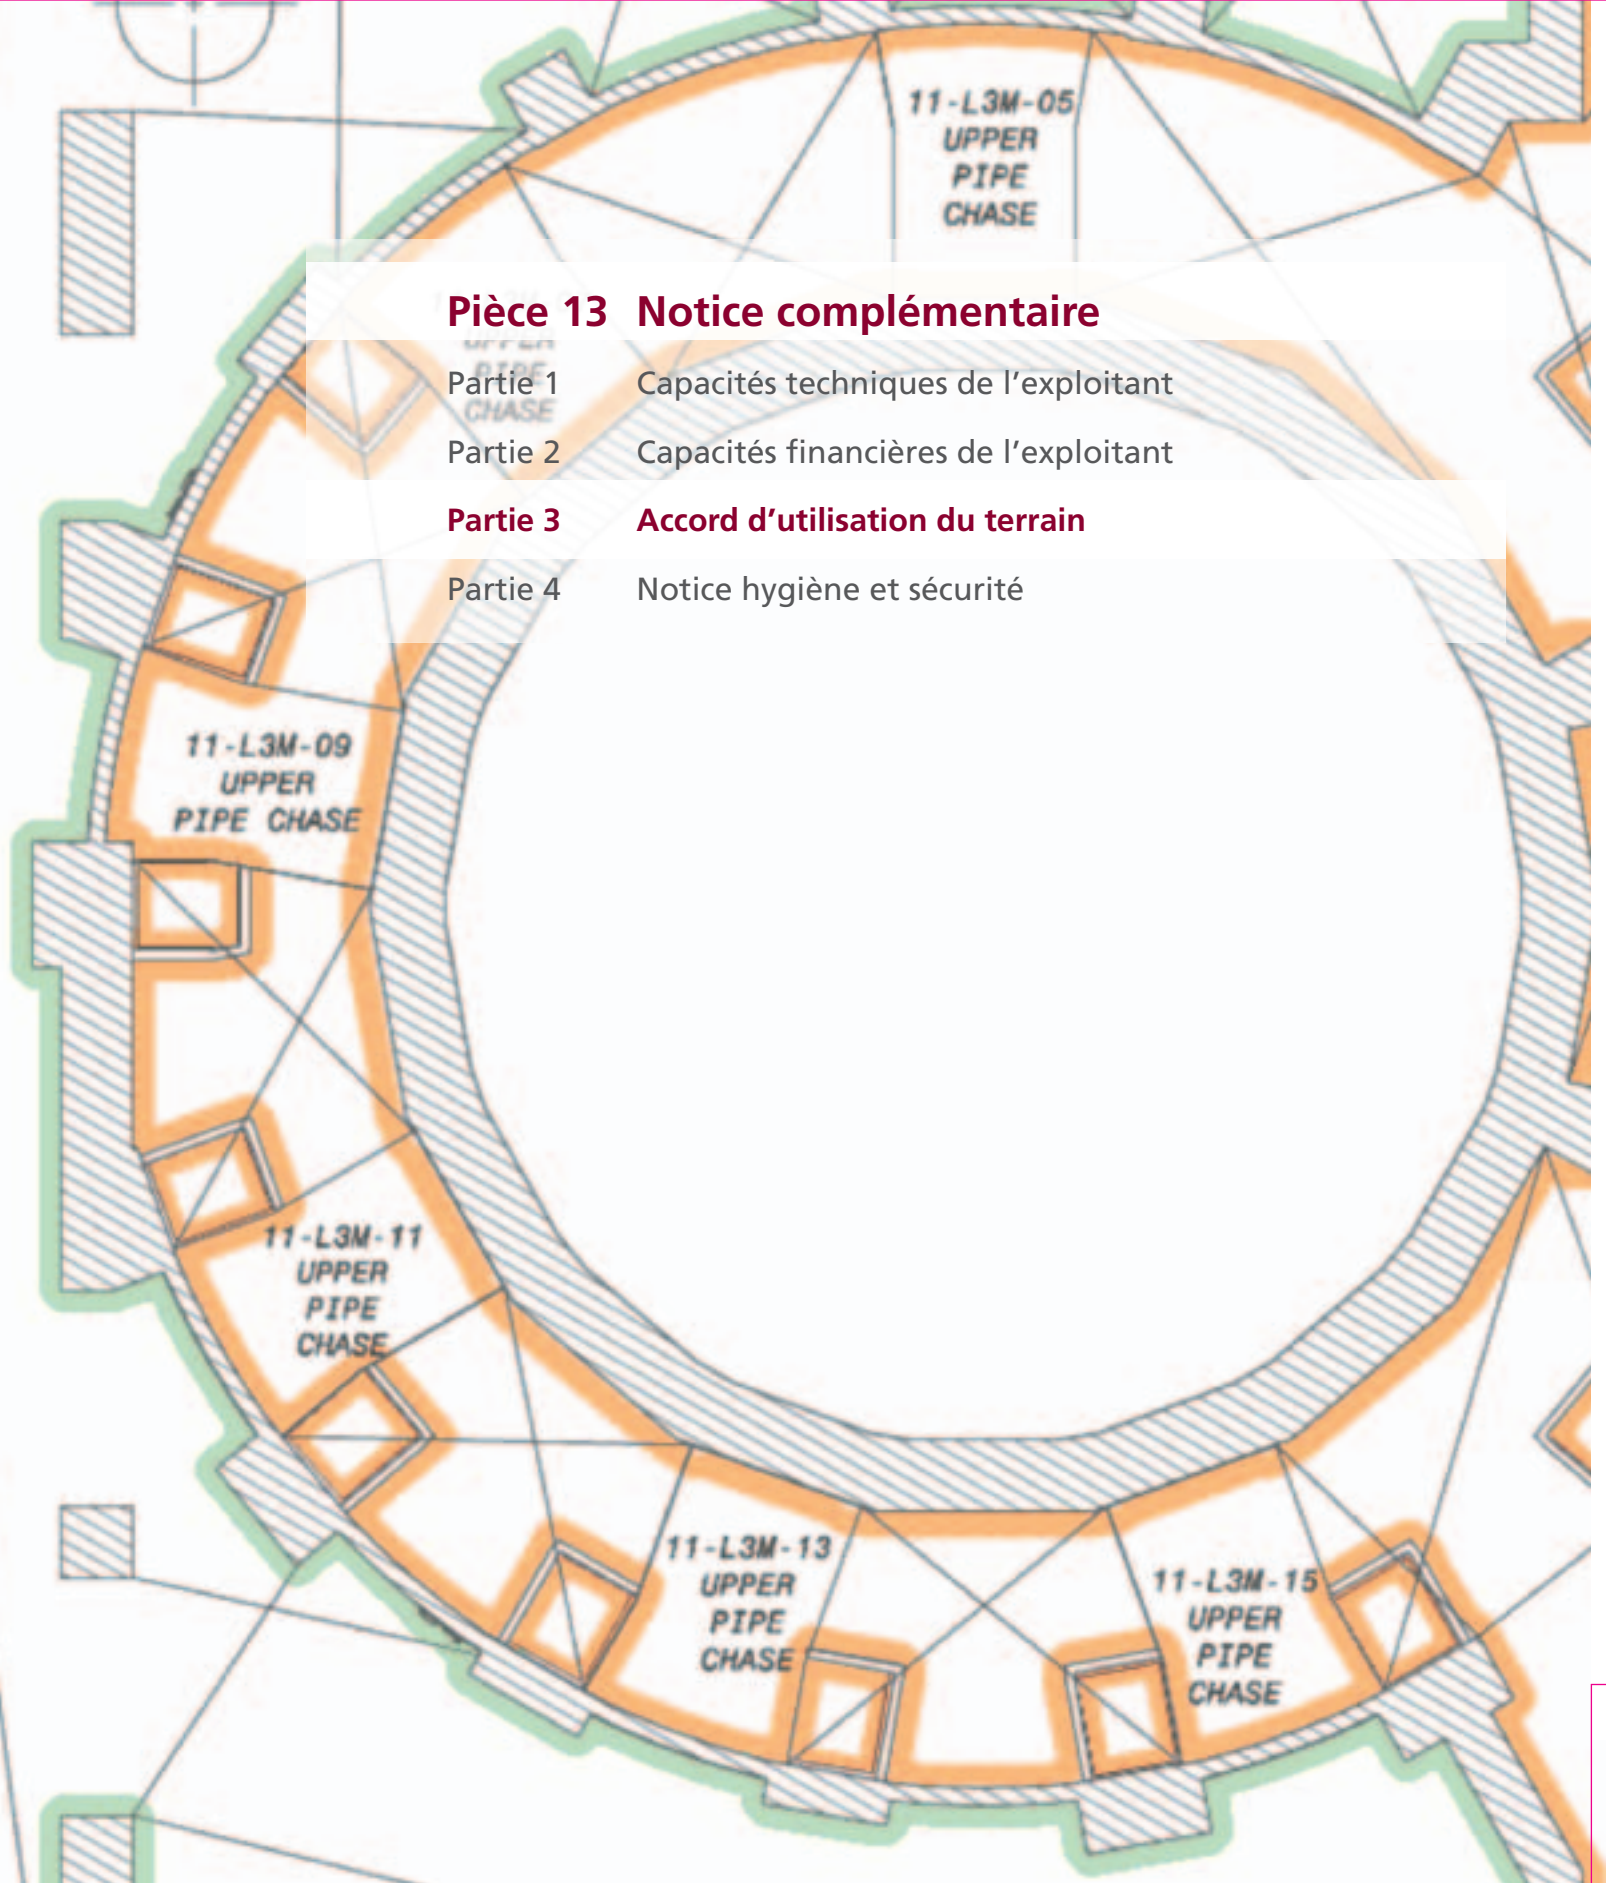 11-L3M-05
UPPER
PIPE
CHASE
Pièce 13 Notice complémentaire
UPPER
PIPE
CHASE
Partie 1 Capacités techniques de l’exploitant
Partie 2 Capacités financières de l’exploitant
Partie 3 Accord d’utilisation du terrain
Partie 4 Notice hygiène et sécurité
11-L3M-09
UPPER
PIPE CHASE
11-L3M-11
UPPER
PIPE
CHASE
11-L3M-13
UPPER
PIPE
CHASE
11-L3M-15
UPPER
PIPE
CHASE